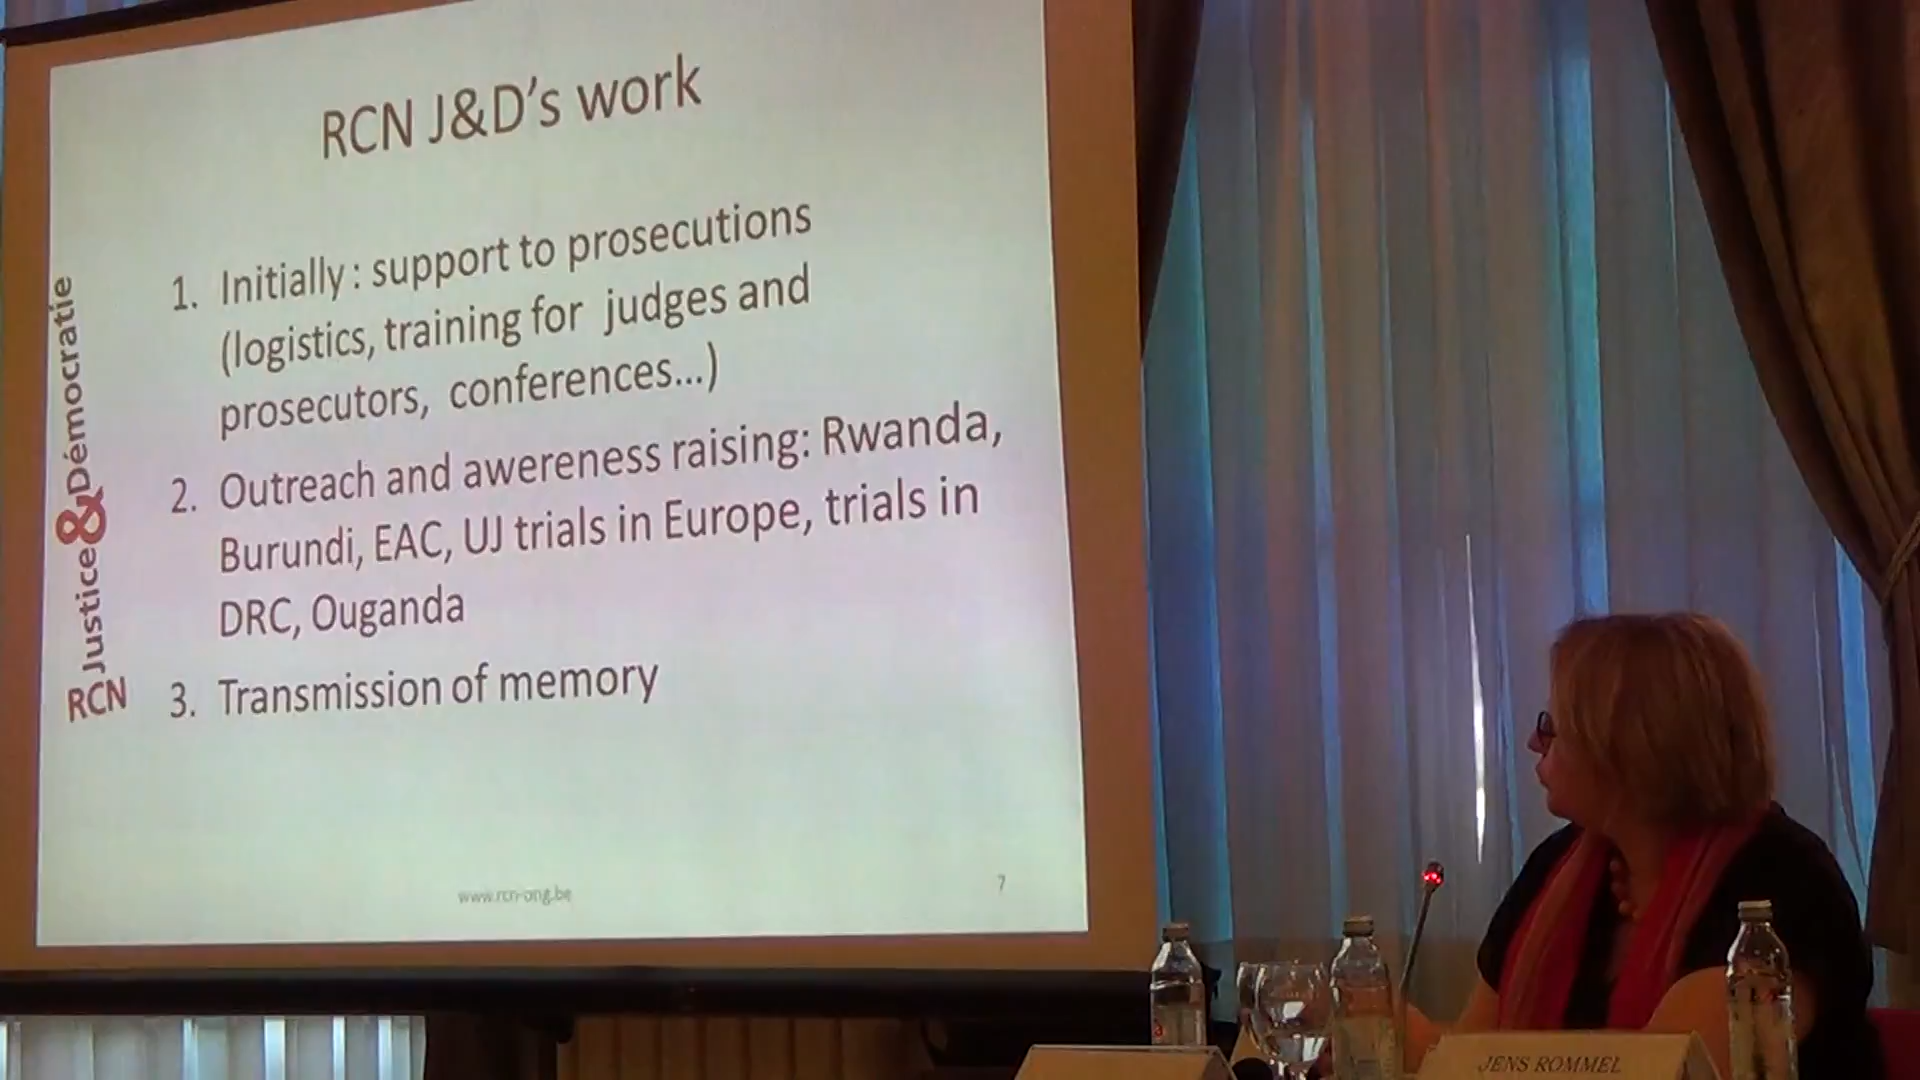 RCN J&D's work
1. Initially : support to prosecutions
(logistics, training for judges and
prosecutors, conferences...)
2. Outreach and awereness raising: Rwanda,
Burundi, EAC, UJ trials in Europe, trials in
DRC, Ouganda
3. Transmission of memory
RCN Justice & Démocratie
www.rcn-ong.be
7
JENS ROMMEL